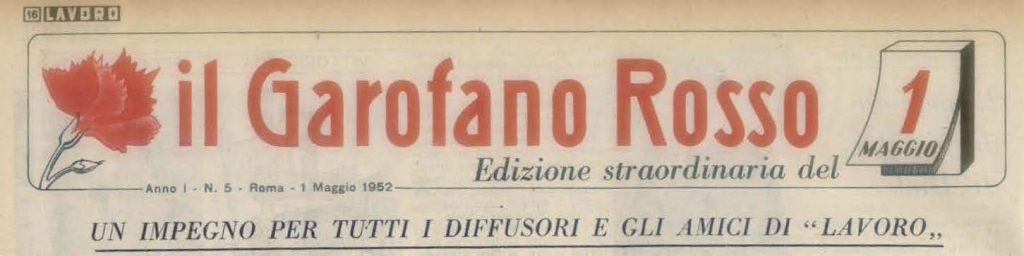 16 LAVORO
il Garofano Rosso
1
MAGGIO
Edizione straordinaria del
Anno I - N. 5 - Roma - 1 Maggio 1952
UN IMPEGNO PER TUTTI I DIFFUSORI E GLI AMICI DI “LAVORO„